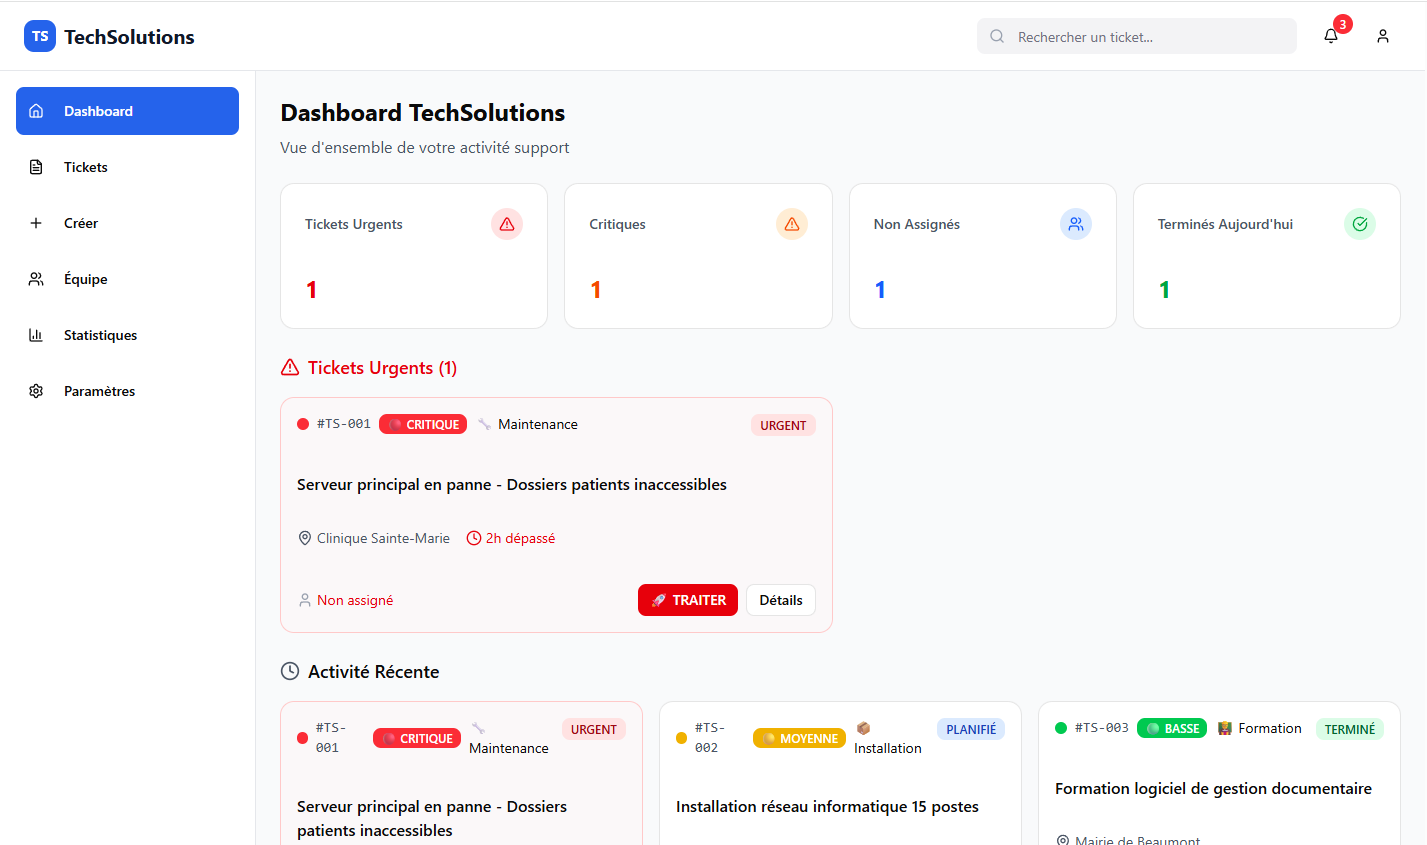 TS TechSolutions
Rechercher un ticket...
3
Dashboard
Tickets
Créer
Équipe
Statistiques
Paramètres
Dashboard TechSolutions
Vue d'ensemble de votre activité support
Tickets Urgents
1
Critiques
1
Non Assignés
1
Terminés Aujourd'hui
1
Tickets Urgents (1)
#TS-001 CRITIQUE Maintenance URGENT
Serveur principal en panne - Dossiers patients inaccessibles
Clinique Sainte-Marie 2h dépassé
Non assigné TRAITER Détails
Activité Récente
#TS-
001
CRITIQUE
Maintenance
URGENT
Serveur principal en panne - Dossiers
patients inaccessibles
#TS-
002
MOYENNE
Installation
PLANIFIÉ
Installation réseau informatique 15 postes
#TS-003 BASSE Formation TERMINÉ
Formation logiciel de gestion documentaire
Mairie de Beaumont